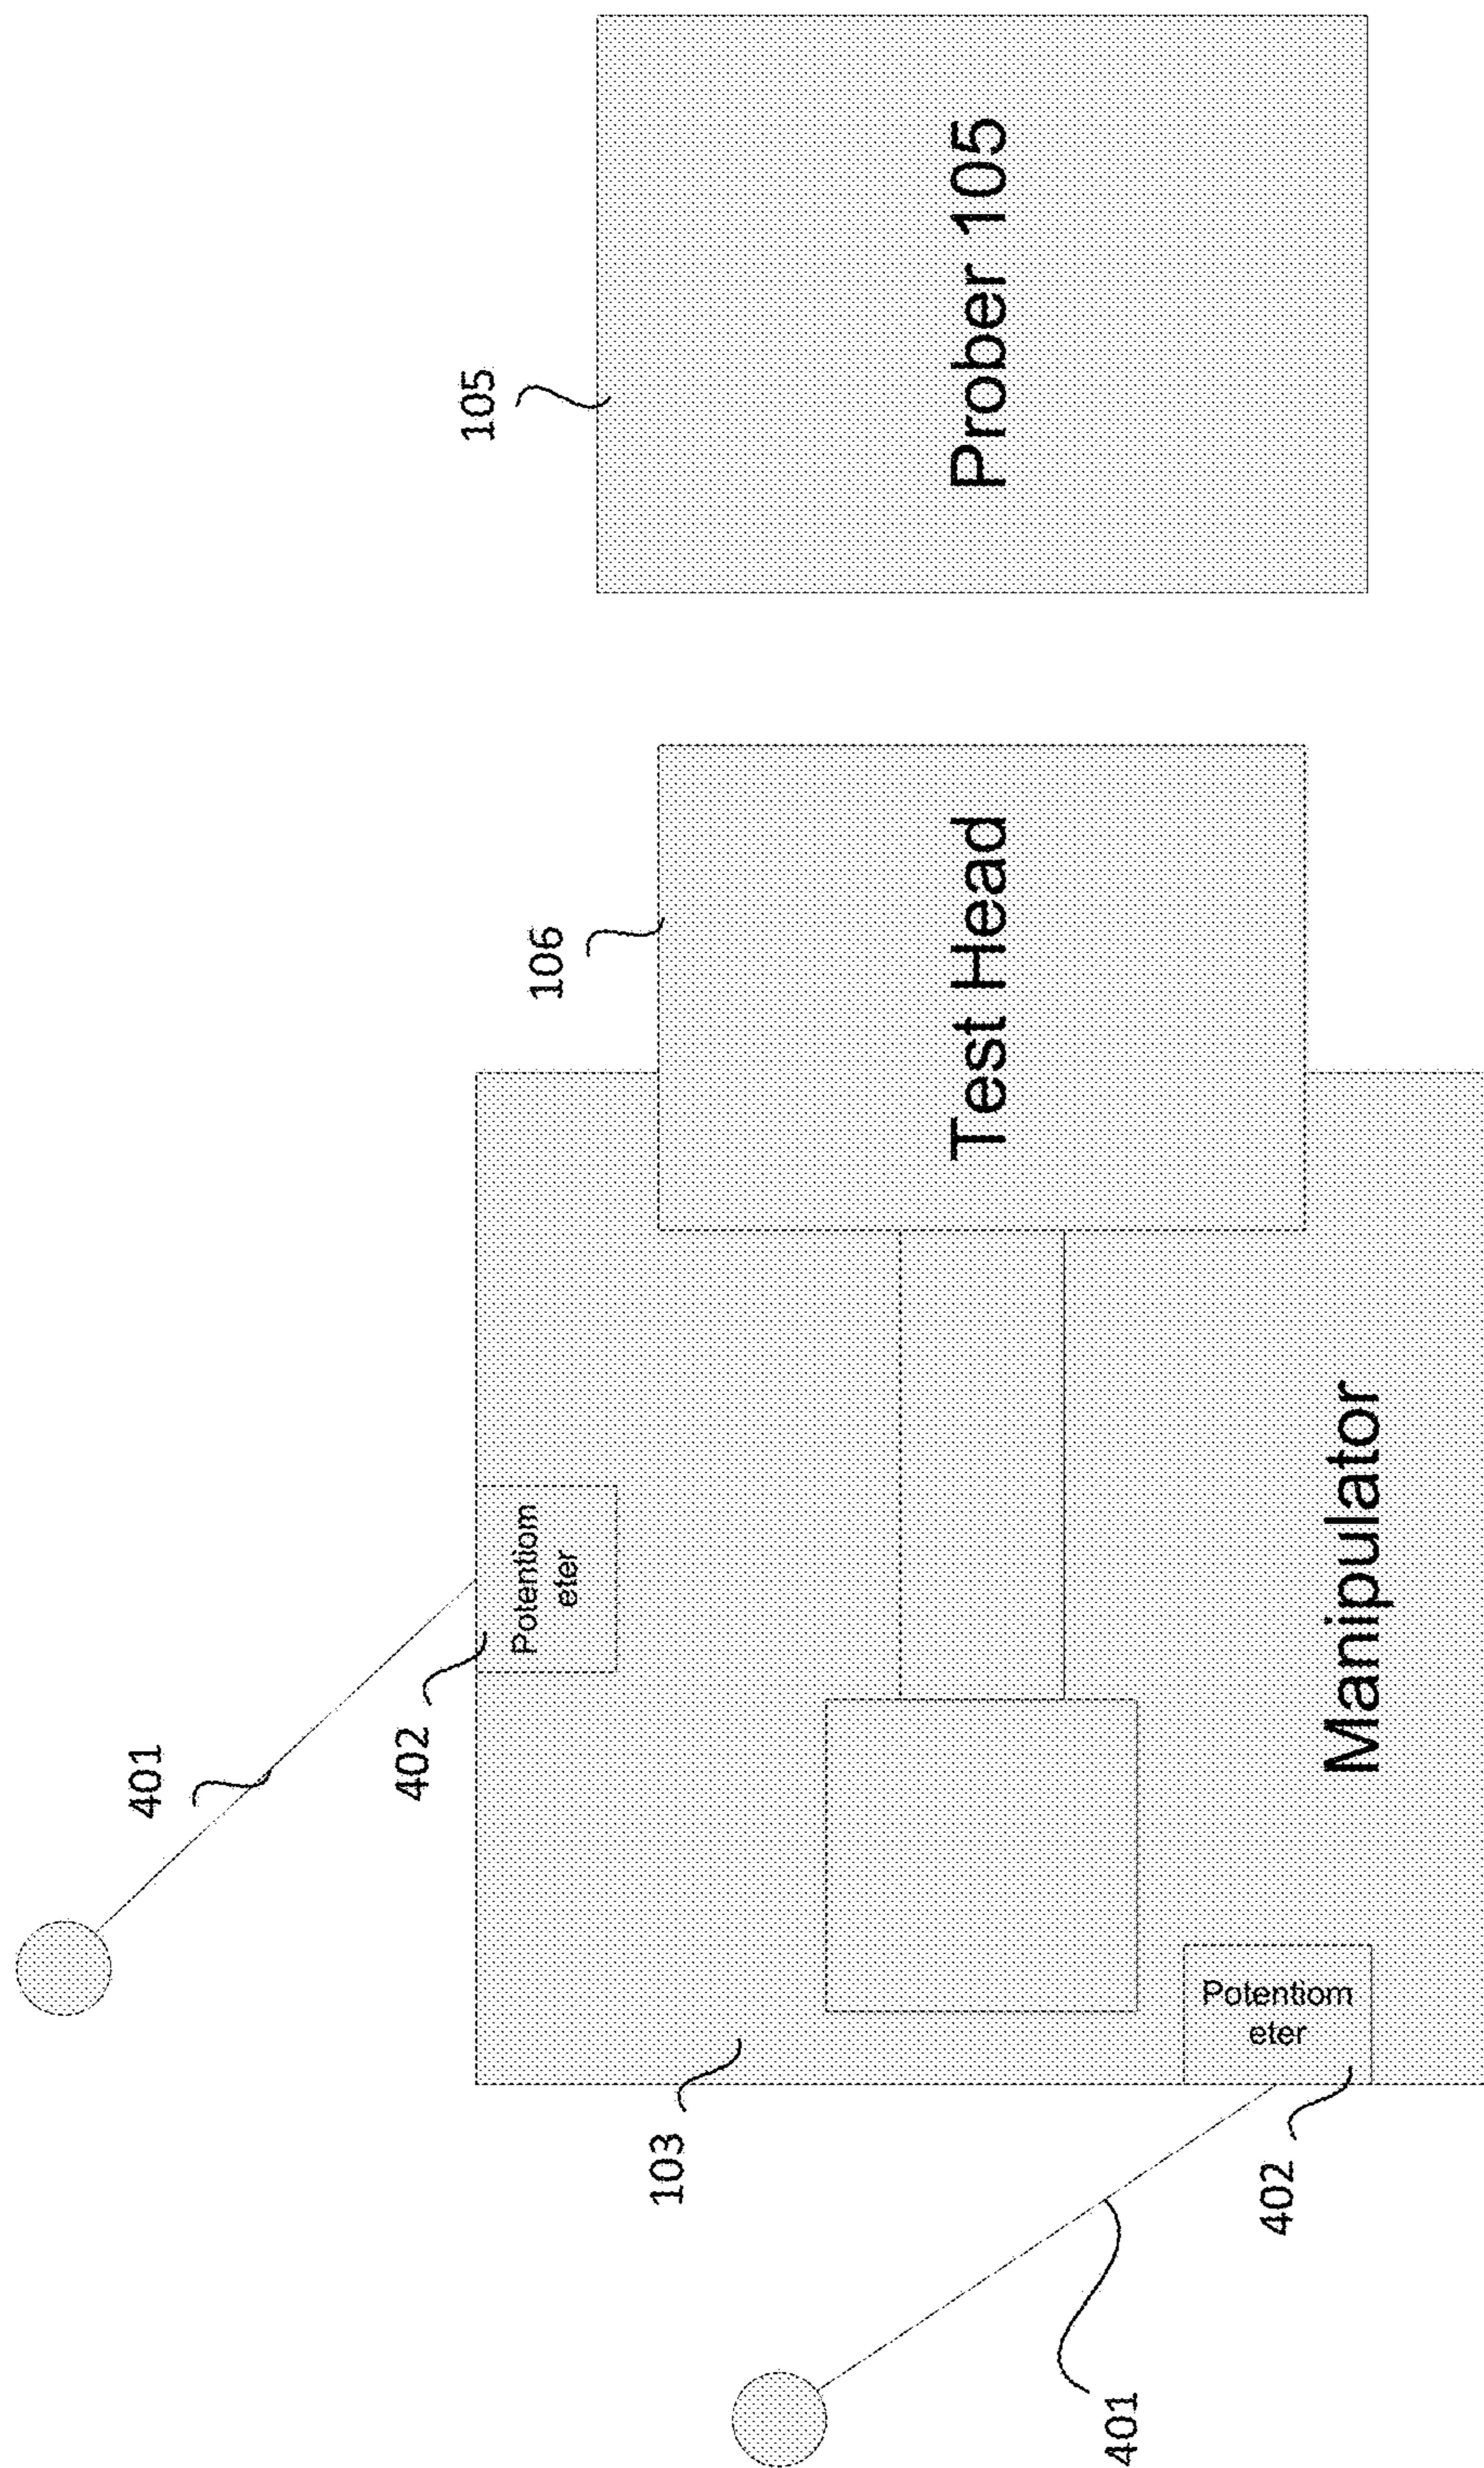 401
402
Potentiom
eter
106
105
Test Head
Prober 105
103
Manipulator
Potentiom
eter
402
401